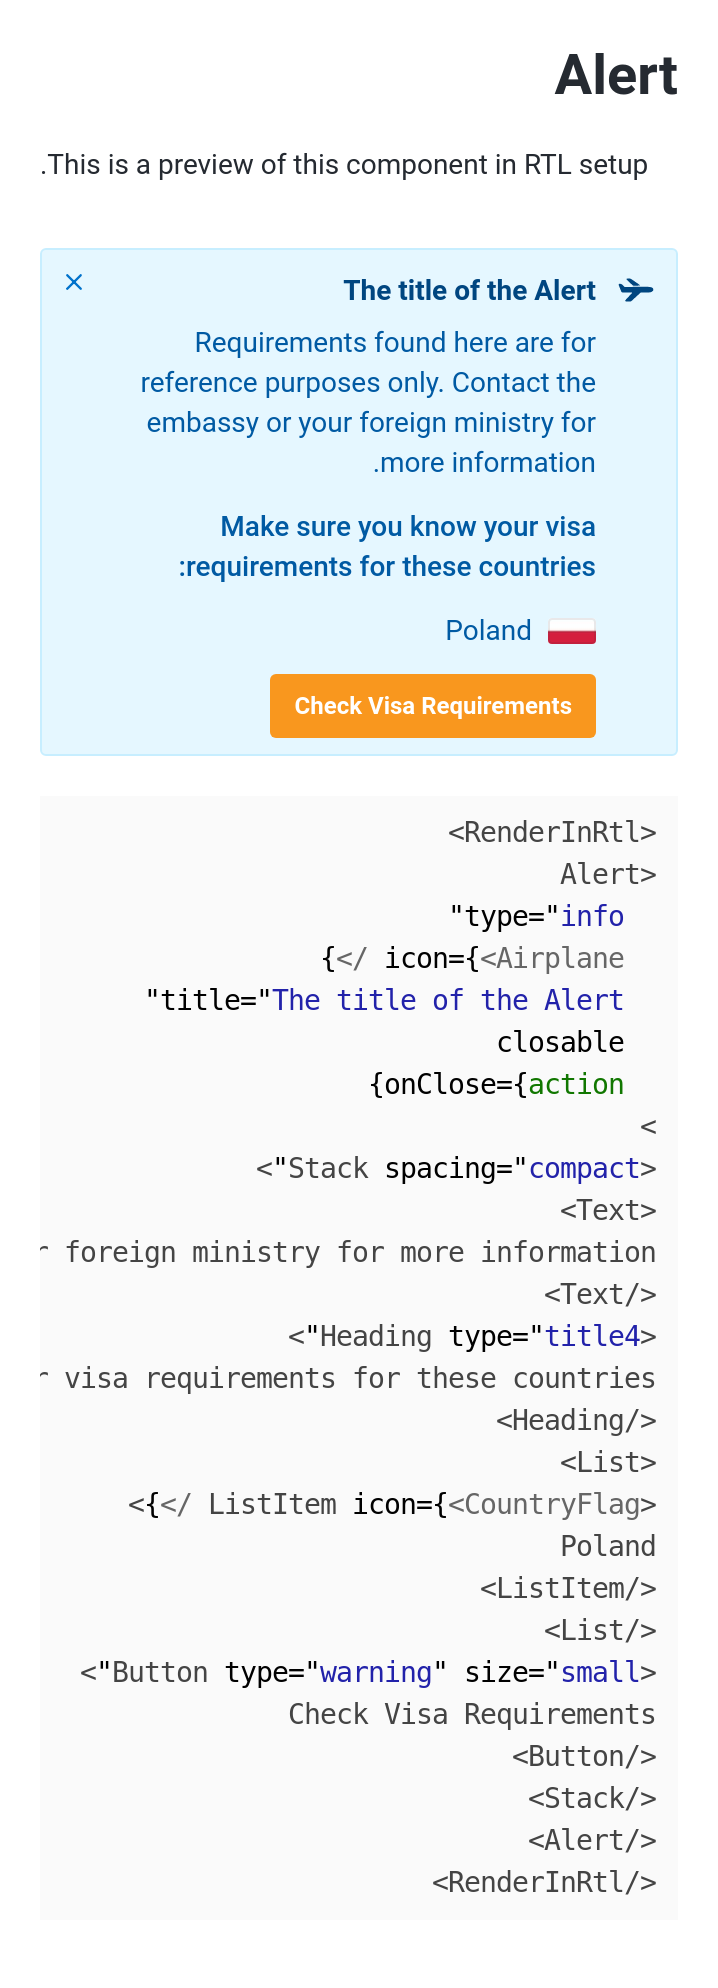 Alert
.This is a preview of this component in RTL setup
The title of the Alert
Requirements found here are for
reference purposes only. Contact the
embassy or your foreign ministry for
.more information
Make sure you know your visa
:requirements for these countries
Poland
Check Visa Requirements
<RenderInRtl>
Alert>
"type="info
{</ icon={<Airplane
"title="The title of the Alert
closable
{onClose={action
<
<"Stack spacing="compact>
<Text>
foreign ministry for more information
<Text/>
<"Heading type="title4>
visa requirements for these countries
<Heading/>
<List>
<{</ ListItem icon={<CountryFlag>
Poland
<ListItem/>
<List/>
<"Button type="warning" size="small>
Check Visa Requirements
<Button/>
<Stack/>
<Alert/>
<RenderInRtl/>